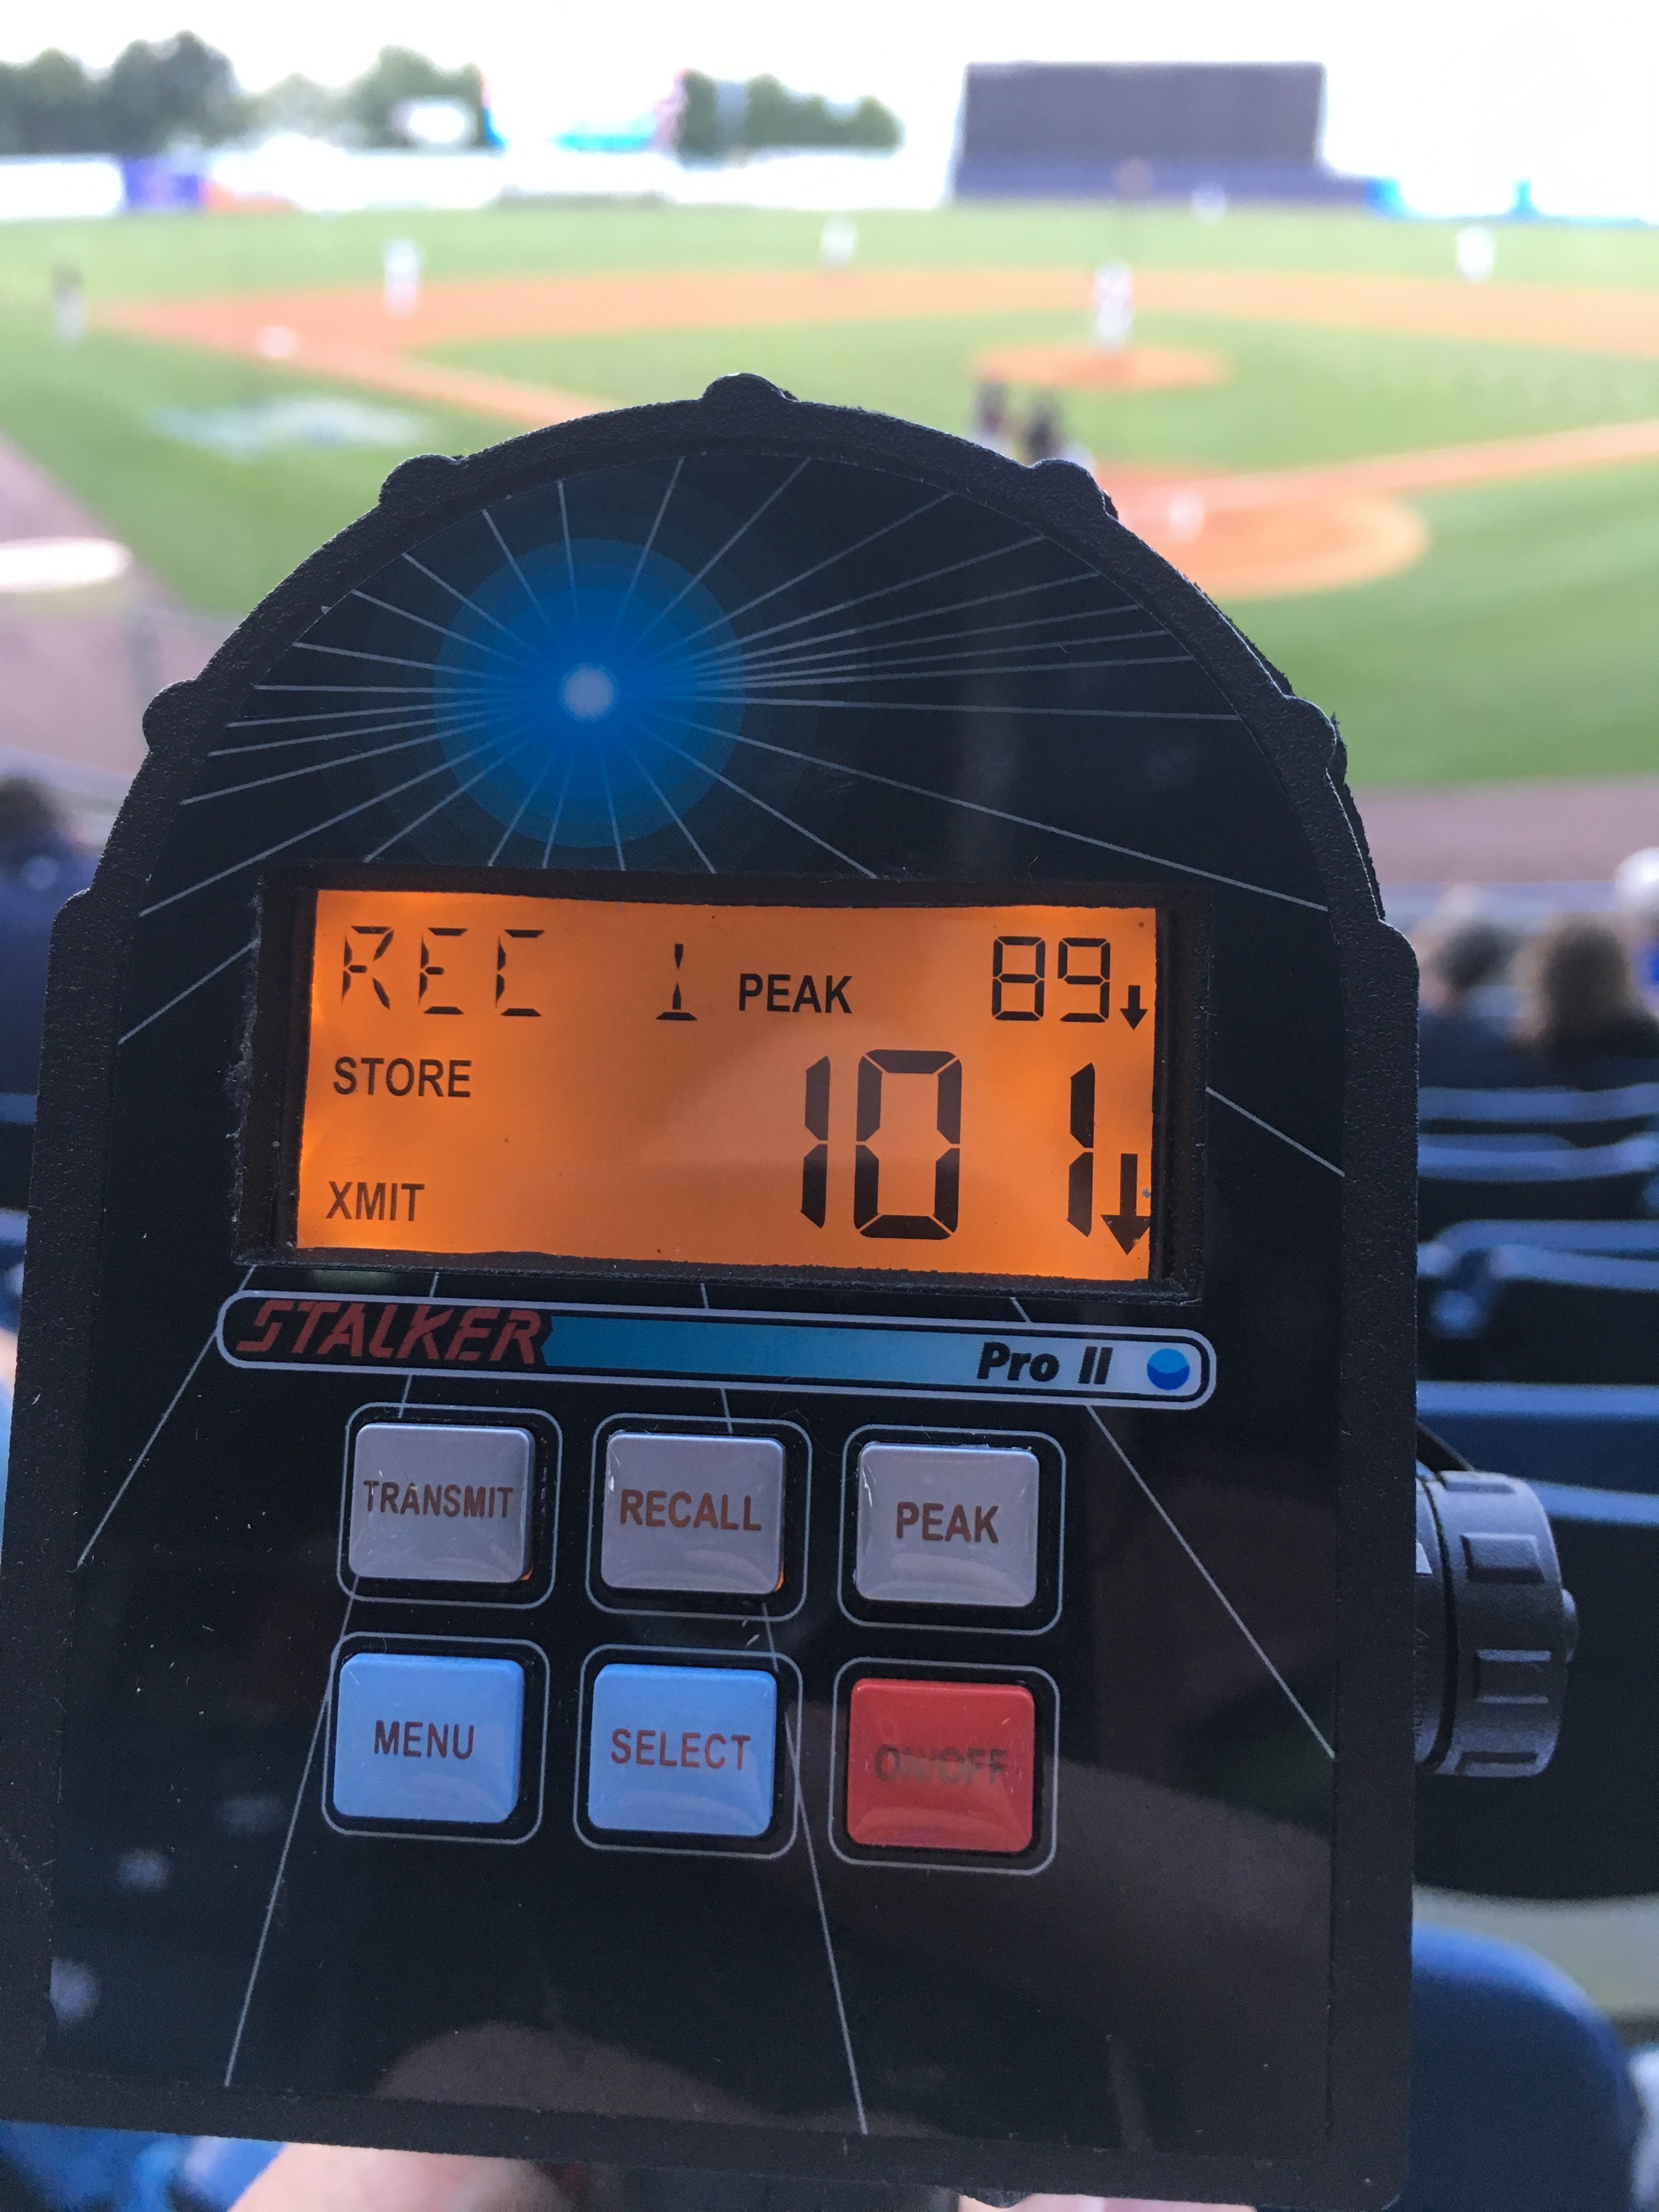 REC 1 PEAK 89↓
STORE
101↓
XMIT
STALKER Pro II
TRANSMIT RECALL PEAK
MENU SELECT ON/OFF